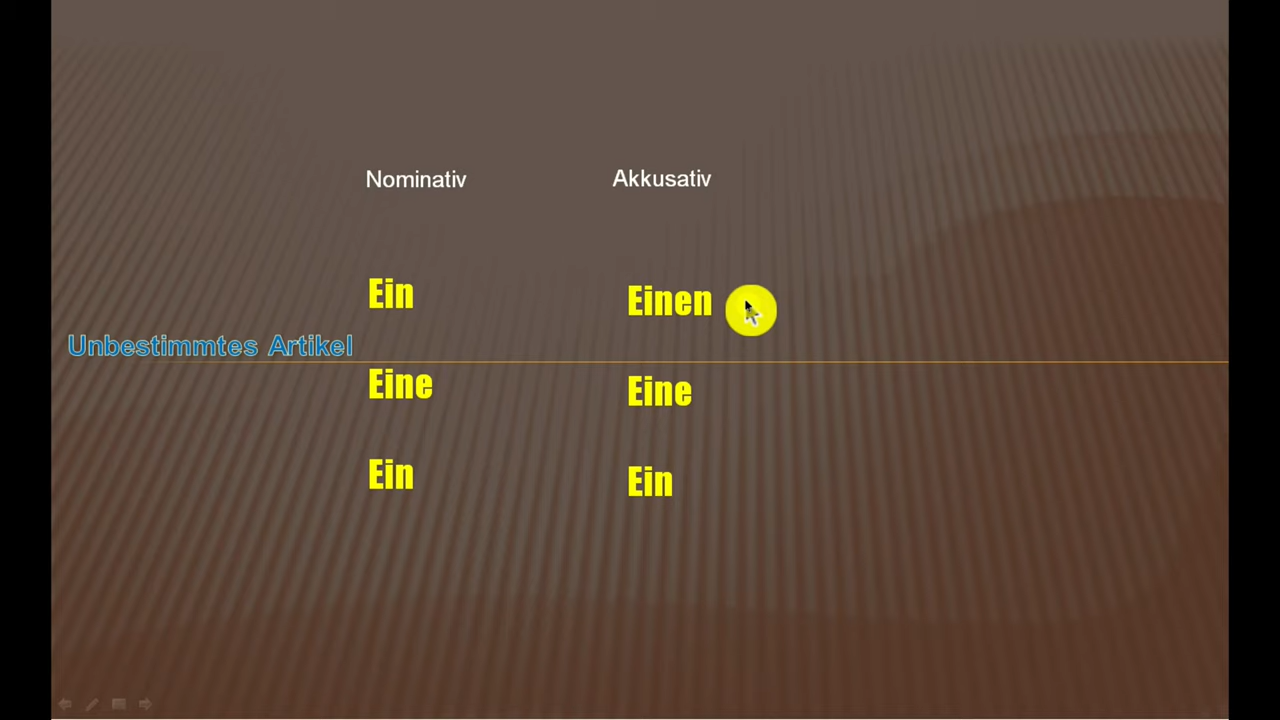 Nominativ Akkusativ
Ein Einen
Unbestimmtes Artikel
Eine Eine
Ein Ein